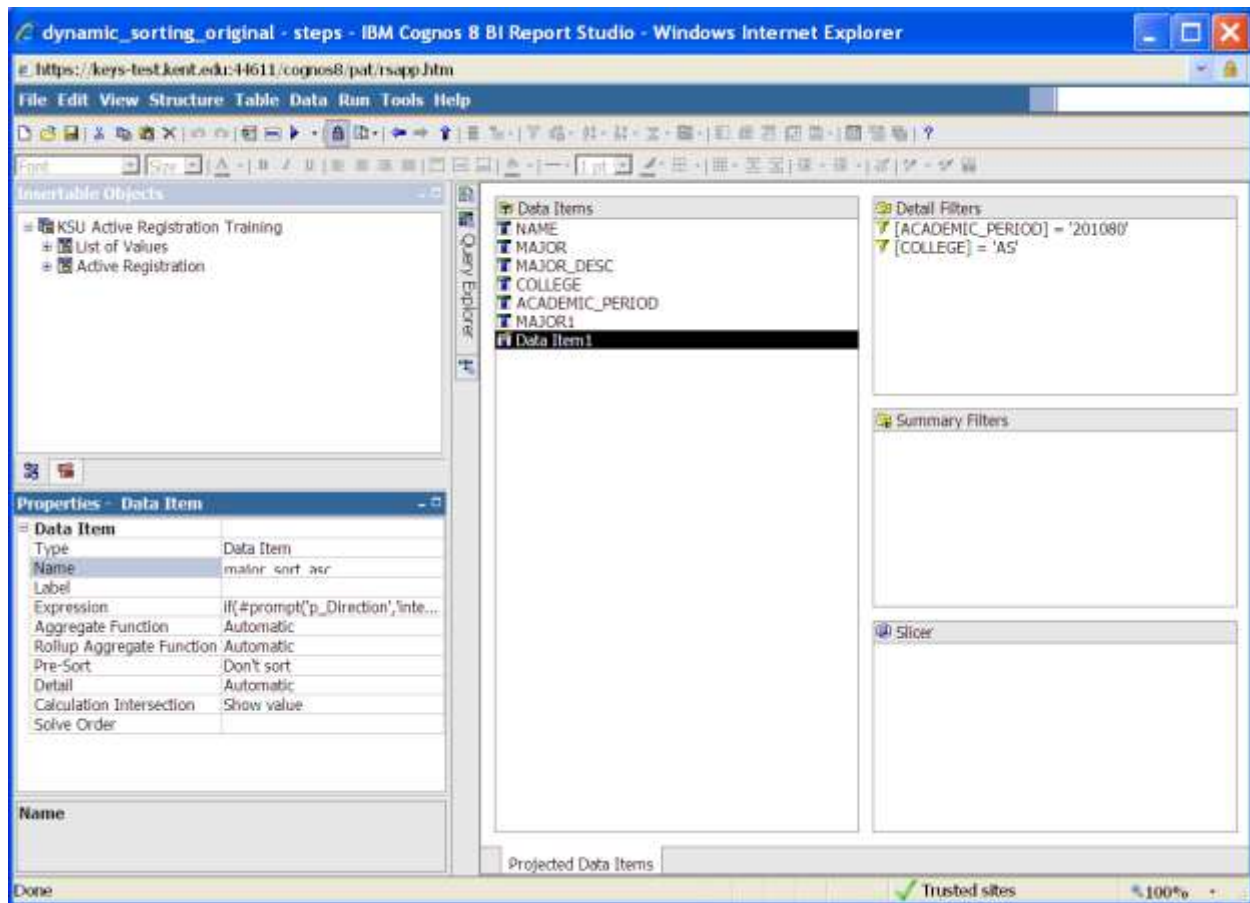 dynamic_sorting_original - steps - IBM Cognos 8 BI Report Studio - Windows Internet Explorer
https://keys-test.kent.edu:44611/cognos8/pat/rsapp.htm
File Edit View Structure Table Data Run Tools Help
Font Size 1 pt
Insertable Objects
KSU Active Registration Training
List of Values
Active Registration
Query Explorer
Data Items
NAME
MAJOR
MAJOR_DESC
COLLEGE
ACADEMIC_PERIOD
MAJOR1
Data Item1
Detail Filters
[ACADEMIC_PERIOD] = '201080'
[COLLEGE] = 'AS'
Summary Filters
Slicer
Properties - Data Item
Data Item
Type Data Item
Name major_sort_asc
Label
Expression if(#prompt('p_Direction','inte...
Aggregate Function Automatic
Rollup Aggregate Function Automatic
Pre-Sort Don't sort
Detail Automatic
Calculation Intersection Show value
Solve Order
Name
Projected Data Items
Done Trusted sites 100%